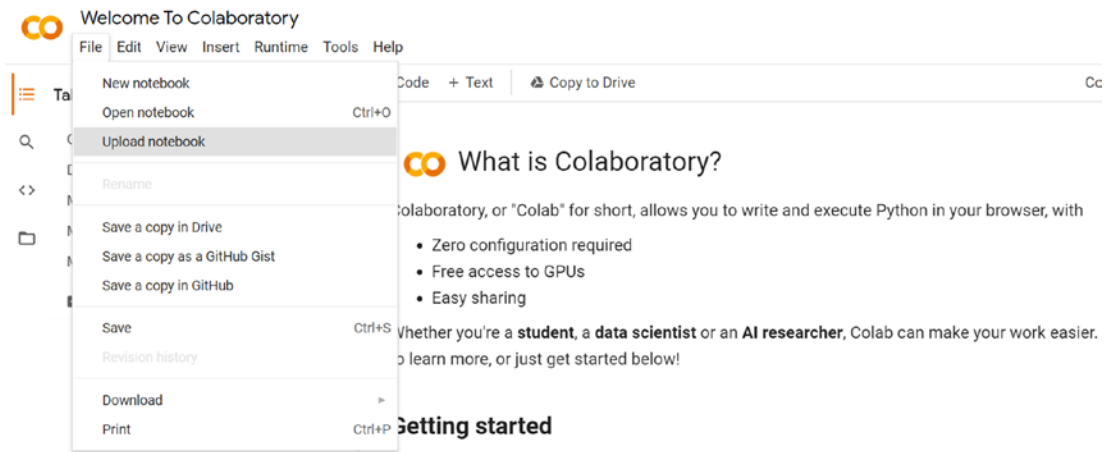 Welcome To Colaboratory
File Edit View Insert Runtime Tools Help
New notebook
Open notebook Ctrl+O
Upload notebook
Rename
Save a copy in Drive
Save a copy as a GitHub Gist
Save a copy in GitHub
Save Ctrl+S
Revision history
Download
Print Ctrl+P
Code + Text Copy to Drive
What is Colaboratory?
olaboratory, or "Colab" for short, allows you to write and execute Python in your browser, with
• Zero configuration required
• Free access to GPUs
• Easy sharing
Whether you're a student, a data scientist or an AI researcher, Colab can make your work easier.
o learn more, or just get started below!
Getting started